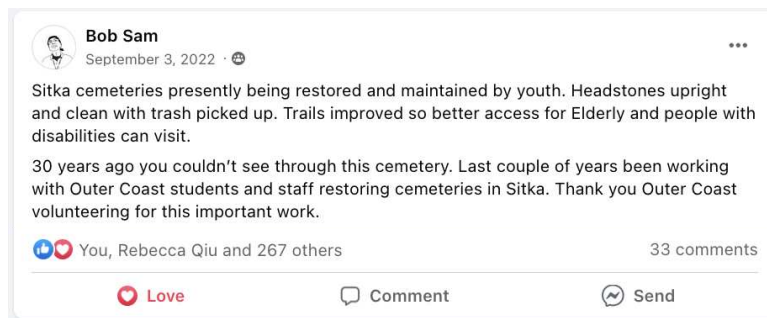 Bob Sam
September 3, 2022 ·
Sitka cemeteries presently being restored and maintained by youth. Headstones upright
and clean with trash picked up. Trails improved so better access for Elderly and people with
disabilities can visit.
30 years ago you couldn't see through this cemetery. Last couple of years been working
with Outer Coast students and staff restoring cemeteries in Sitka. Thank you Outer Coast
volunteering for this important work.
You, Rebecca Qiu and 267 others 33 comments
Love Comment Send